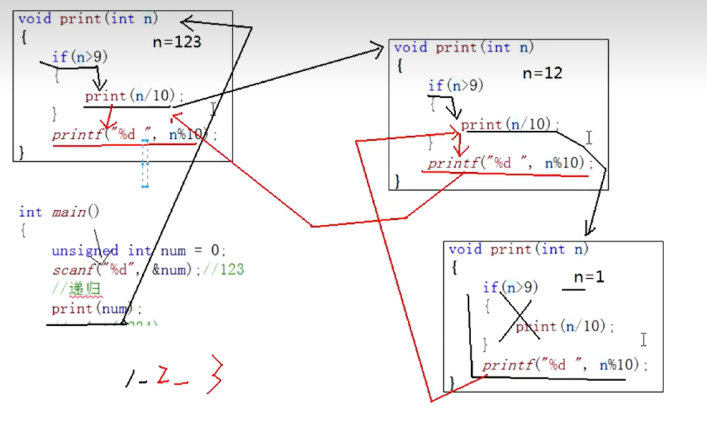 void print(int n)
{
n=123
if(n>9)
{
print(n/10);
}
printf("%d ", n%10);
}
int main()
{
unsigned int num = 0;
scanf("%d", &num);//123
//递归
print(num);
1 2 3
void print(int n)
{
n=12
if(n>9)
{
print(n/10);
}
printf("%d ", n%10);
}
void print(int n)
{
n=1
if(n>9)
{
print(n/10);
}
printf("%d ", n%10);
}